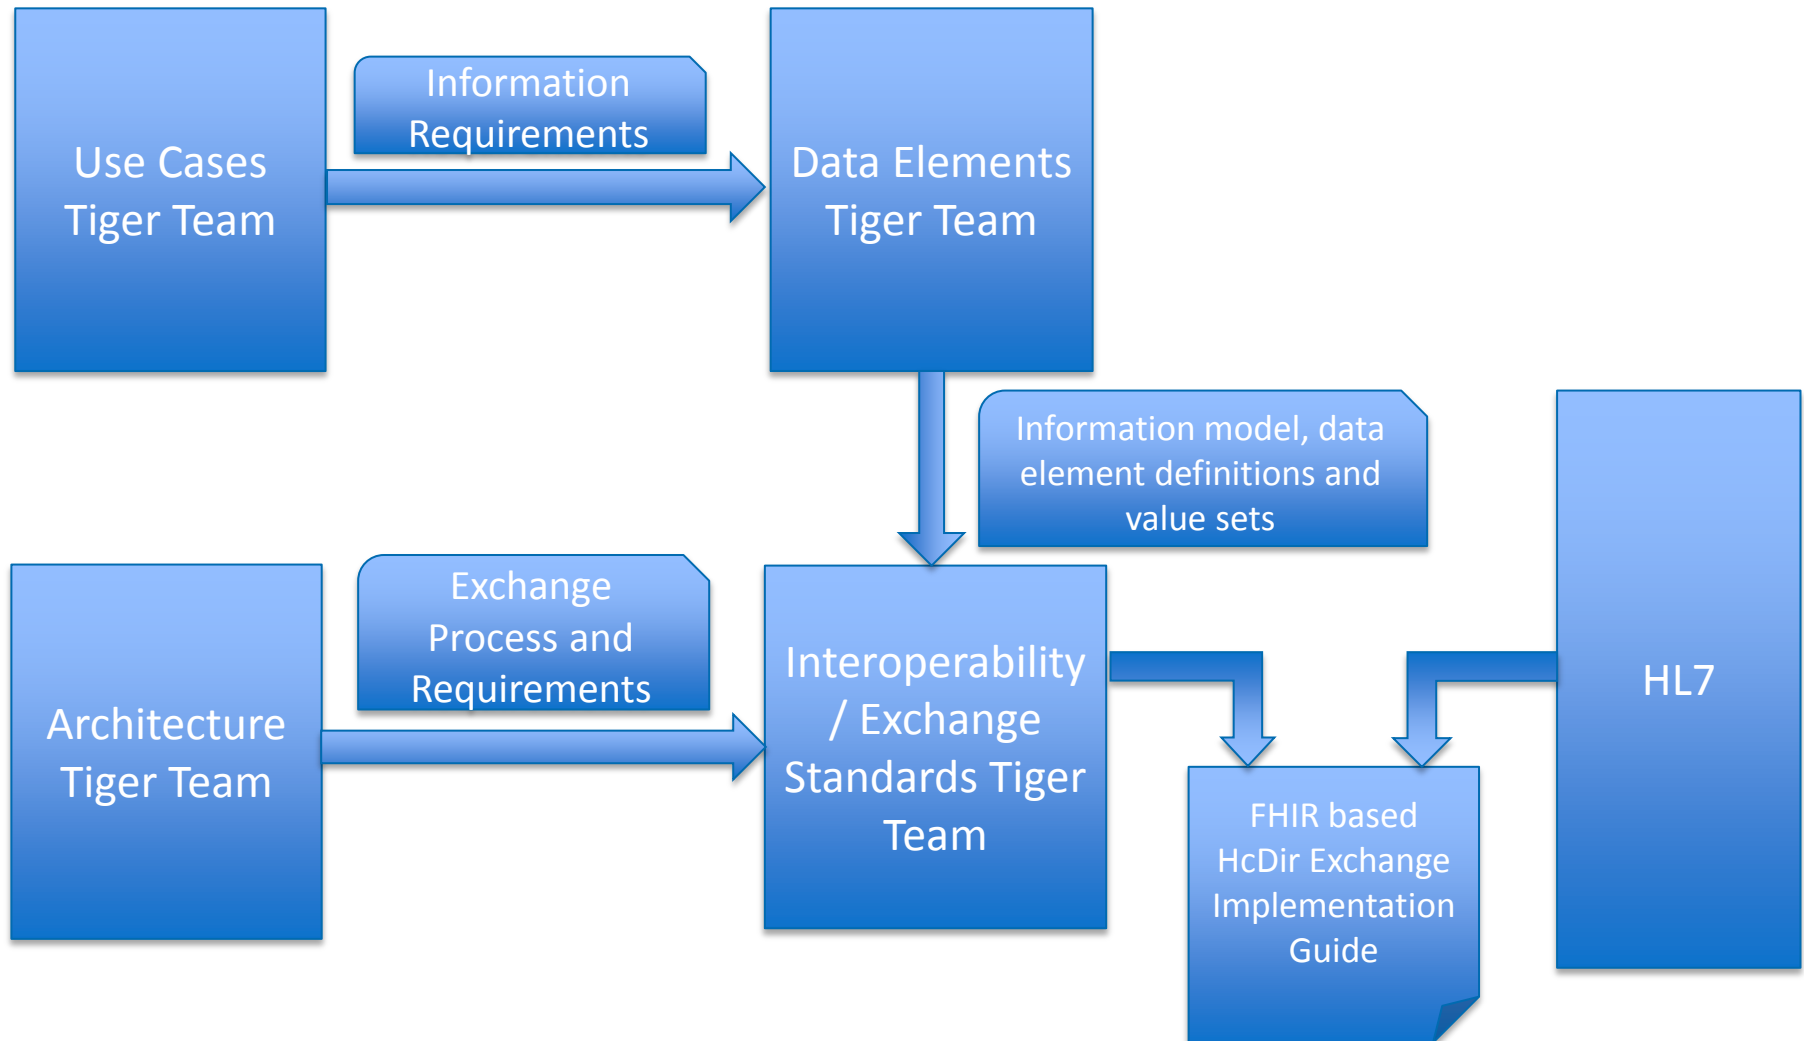 Use Cases
Tiger Team
Information
Requirements
Data Elements
Tiger Team
Information model, data
element definitions and
value sets
Architecture
Tiger Team
Exchange
Process and
Requirements
Interoperability
/ Exchange
Standards Tiger
Team
FHIR based
HcDir Exchange
Implementation
Guide
HL7